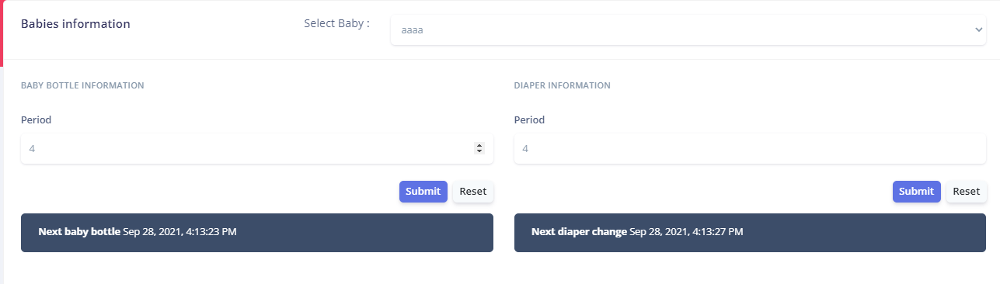 Babies information
Select Baby :
aaaa
BABY BOTTLE INFORMATION
DIAPER INFORMATION
Period
Period
4
4
Submit
Reset
Submit
Reset
Next baby bottle Sep 28, 2021, 4:13:23 PM
Next diaper change Sep 28, 2021, 4:13:27 PM